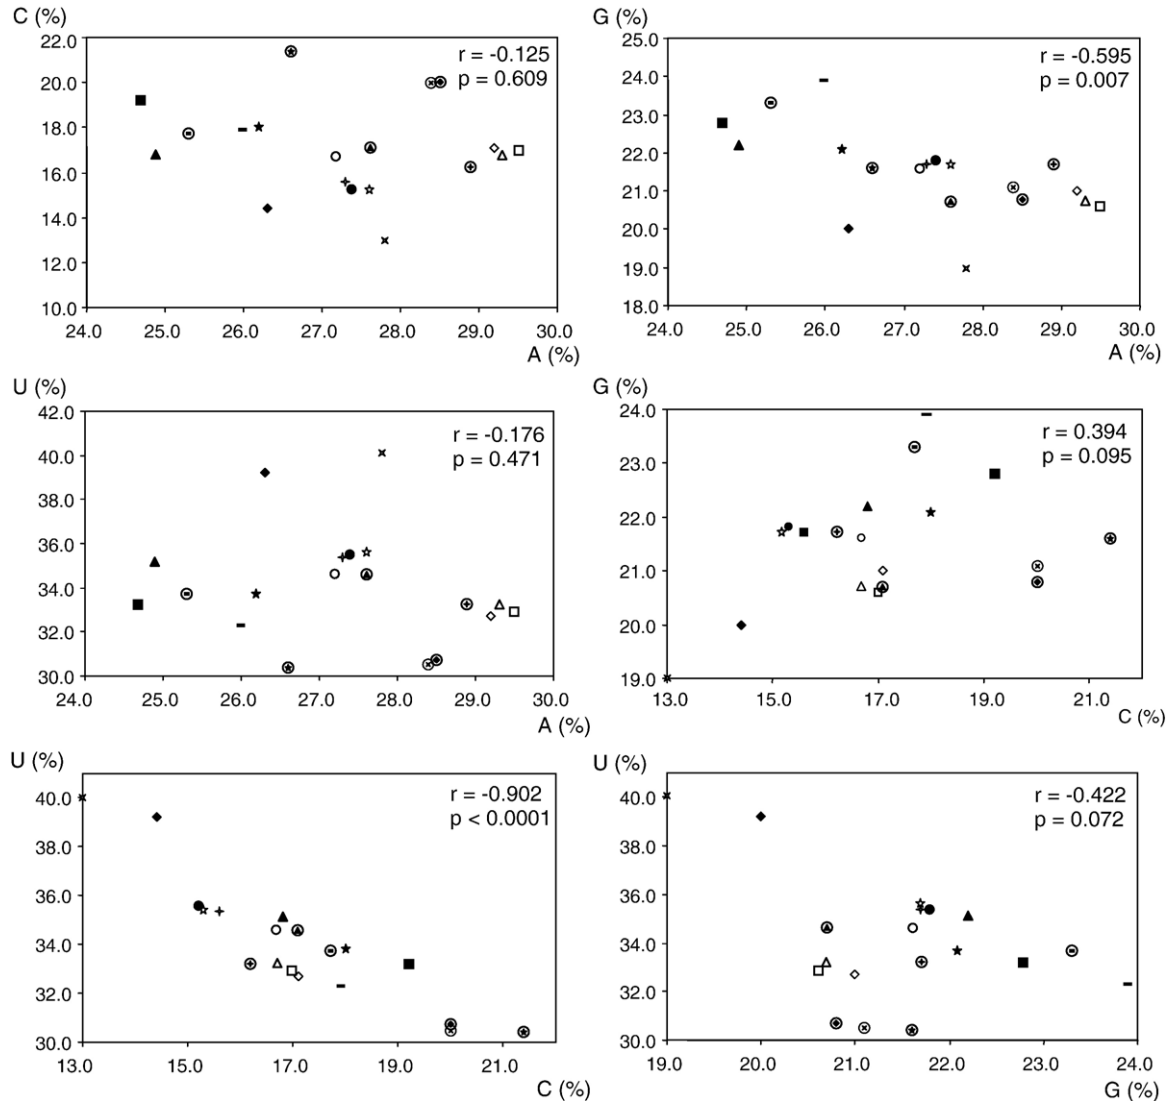 C (%)
22.0
20.0
18.0
16.0
14.0
12.0
10.0
r = -0.125
p = 0.609
24.0 25.0 26.0 27.0 28.0 29.0 30.0
A (%)
G (%)
25.0
24.0
23.0
22.0
21.0
20.0
19.0
18.0
r = -0.595
p = 0.007
24.0 25.0 26.0 27.0 28.0 29.0 30.0
A (%)
U (%)
42.0
40.0
38.0
36.0
34.0
32.0
30.0
r = -0.176
p = 0.471
24.0 25.0 26.0 27.0 28.0 29.0 30.0
A (%)
G (%)
24.0
23.0
22.0
21.0
20.0
19.0
r = 0.394
p = 0.095
13.0 15.0 17.0 19.0 21.0
C (%)
U (%)
40.0
38.0
36.0
34.0
32.0
30.0
r = -0.902
p < 0.0001
13.0 15.0 17.0 19.0 21.0
C (%)
U (%)
40.0
38.0
36.0
34.0
32.0
30.0
r = -0.422
p = 0.072
19.0 20.0 21.0 22.0 23.0 24.0
G (%)